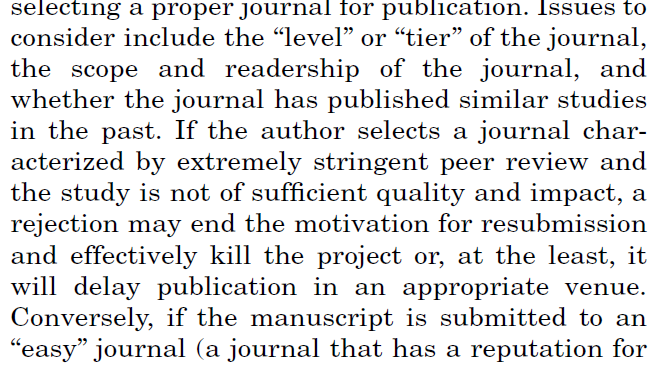 selecting a proper journal for publication. Issues to
consider include the “level” or “tier” of the journal,
the scope and readership of the journal, and
whether the journal has published similar studies
in the past. If the author selects a journal char-
acterized by extremely stringent peer review and
the study is not of sufficient quality and impact, a
rejection may end the motivation for resubmission
and effectively kill the project or, at the least, it
will delay publication in an appropriate venue.
Conversely, if the manuscript is submitted to an
“easy” journal (a journal that has a reputation for